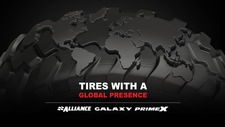 TIRES WITH A
GLOBAL PRESENCE
ALLIANCE GALAXY PRIMEX